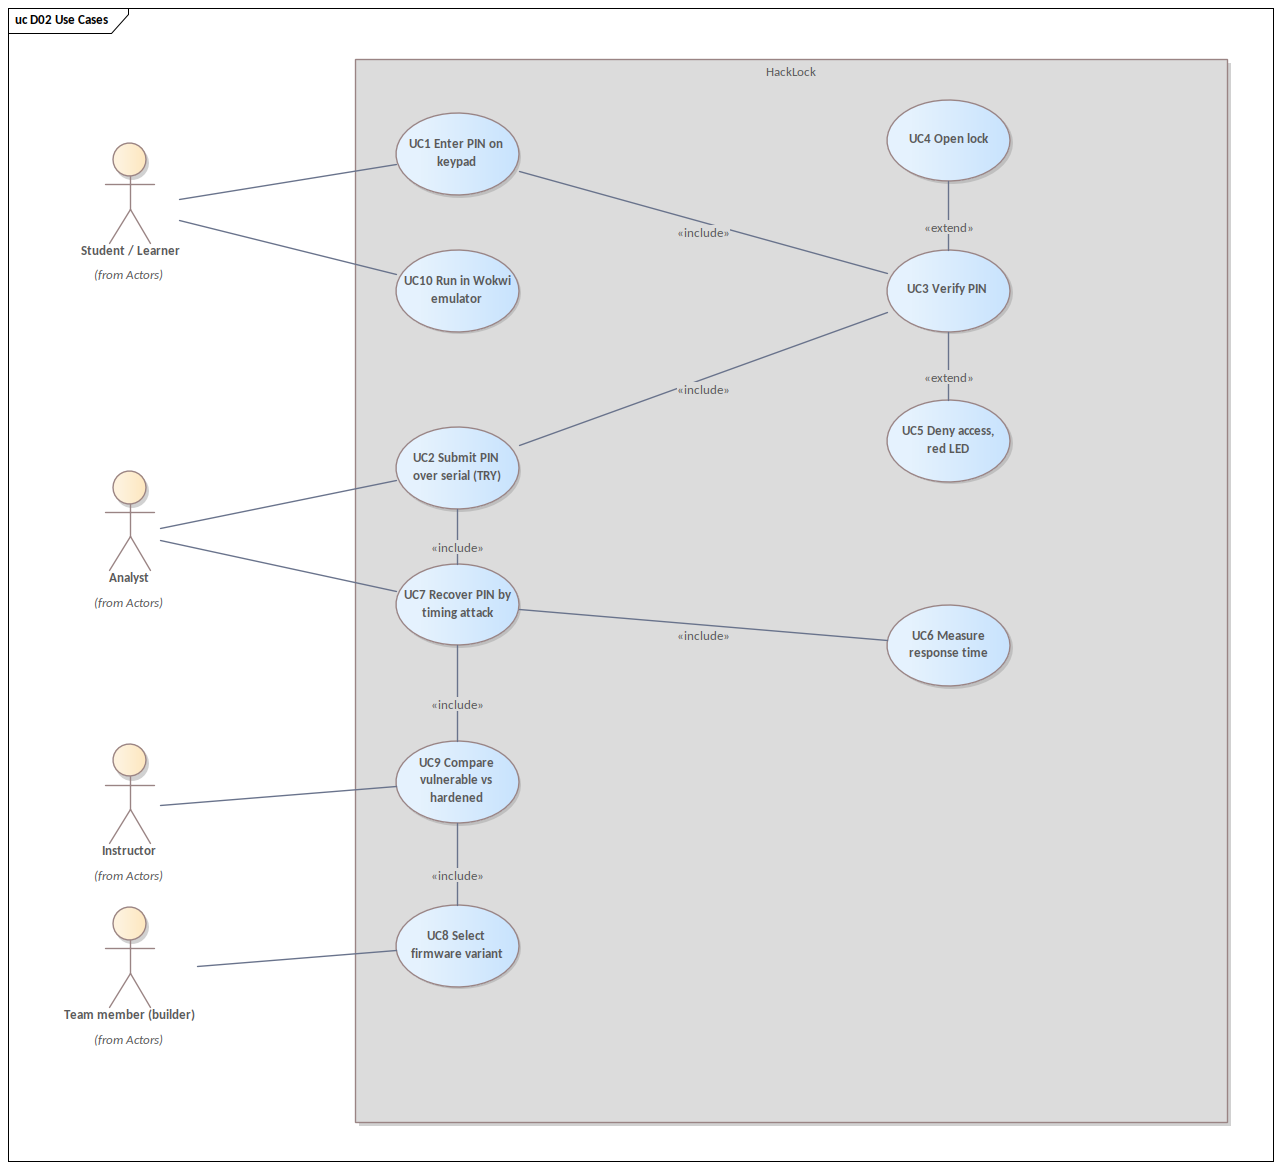 uc D02 Use Cases
HackLock
UC1 Enter PIN on
keypad
UC4 Open lock
«include»
«extend»
Student / Learner
(from Actors)
UC10 Run in Wokwi
emulator
UC3 Verify PIN
«include»
«extend»
UC5 Deny access,
red LED
UC2 Submit PIN
over serial (TRY)
«include»
Analyst
(from Actors)
UC7 Recover PIN by
timing attack
«include»
UC6 Measure
response time
«include»
UC9 Compare
vulnerable vs
hardened
Instructor
(from Actors)
«include»
UC8 Select
firmware variant
Team member (builder)
(from Actors)